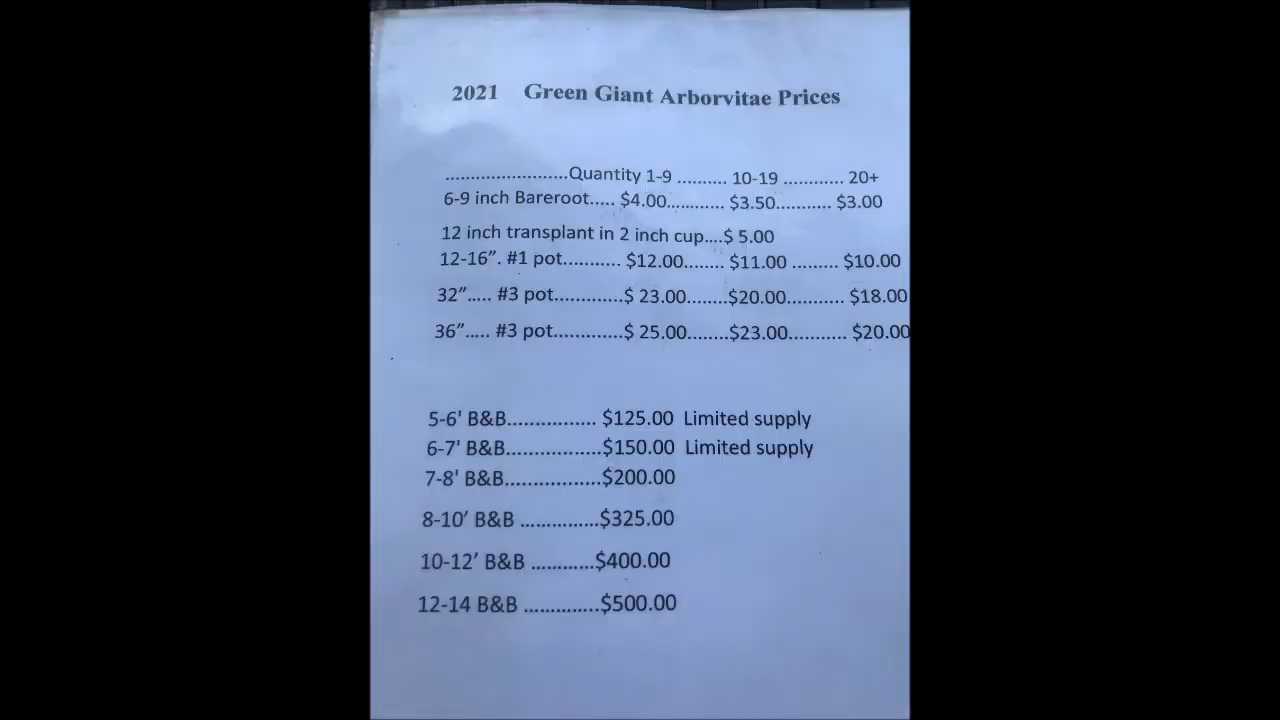 2021 Green Giant Arborvitae Prices
.......................Quantity 1-9 .......... 10-19 ............ 20+
6-9 inch Bareroot..... $4.00............ $3.50........... $3.00
12 inch transplant in 2 inch cup....$ 5.00
12-16”. #1 pot........... $12.00........ $11.00 ......... $10.00
32”..... #3 pot.............$ 23.00........$20.00........... $18.00
36”..... #3 pot.............$ 25.00........$23.00........... $20.00
5-6' B&B................ $125.00 Limited supply
6-7' B&B.................$150.00 Limited supply
7-8' B&B.................$200.00
8-10’ B&B ..............$325.00
10-12’ B&B ............$400.00
12-14 B&B ..............$500.00